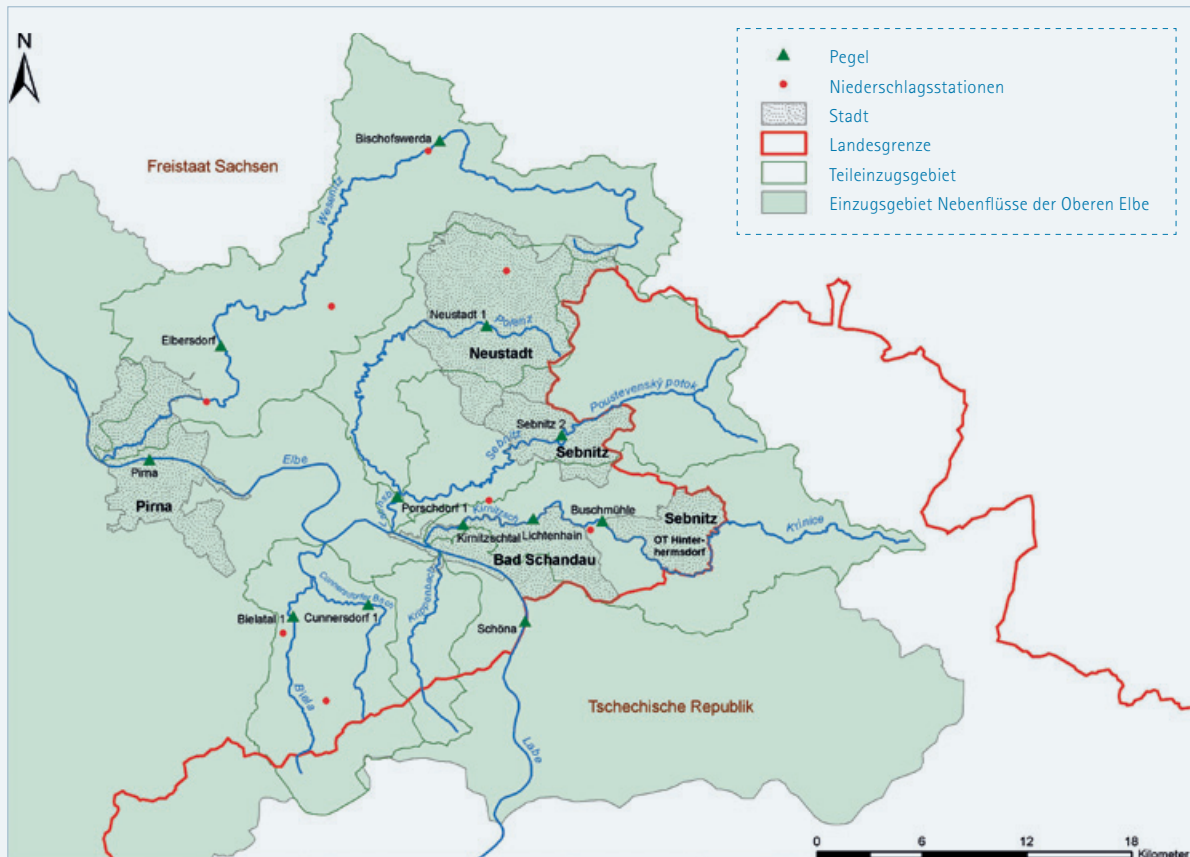 N
Pegel
Niederschlagsstationen
Stadt
Landesgrenze
Teileinzugsgebiet
Einzugsgebiet Nebenflüsse der Oberen Elbe
Freistaat Sachsen
Bischofswerda
Wesenitz
Elbersdorf
Neustadt 1
Polenz
Neustadt
Poustevenský potok
Sebnitz 2
Sebnitz
Sebnitz
Elbe
Pirna
Pirna
Porschdorf 1
Kirnitzsch
Buschmühle
Sebnitz
OT Hinter-
hermsdorf
Křinice
Kirnitzschtal
Lichtenhain
Bad Schandau
Cunnersdorfer Bach
Krippenbach
Bielatal 1
Cunnersdorf 1
Schöna
Biela
Tschechische Republik
Labe
0 6 12 18
Kilometer